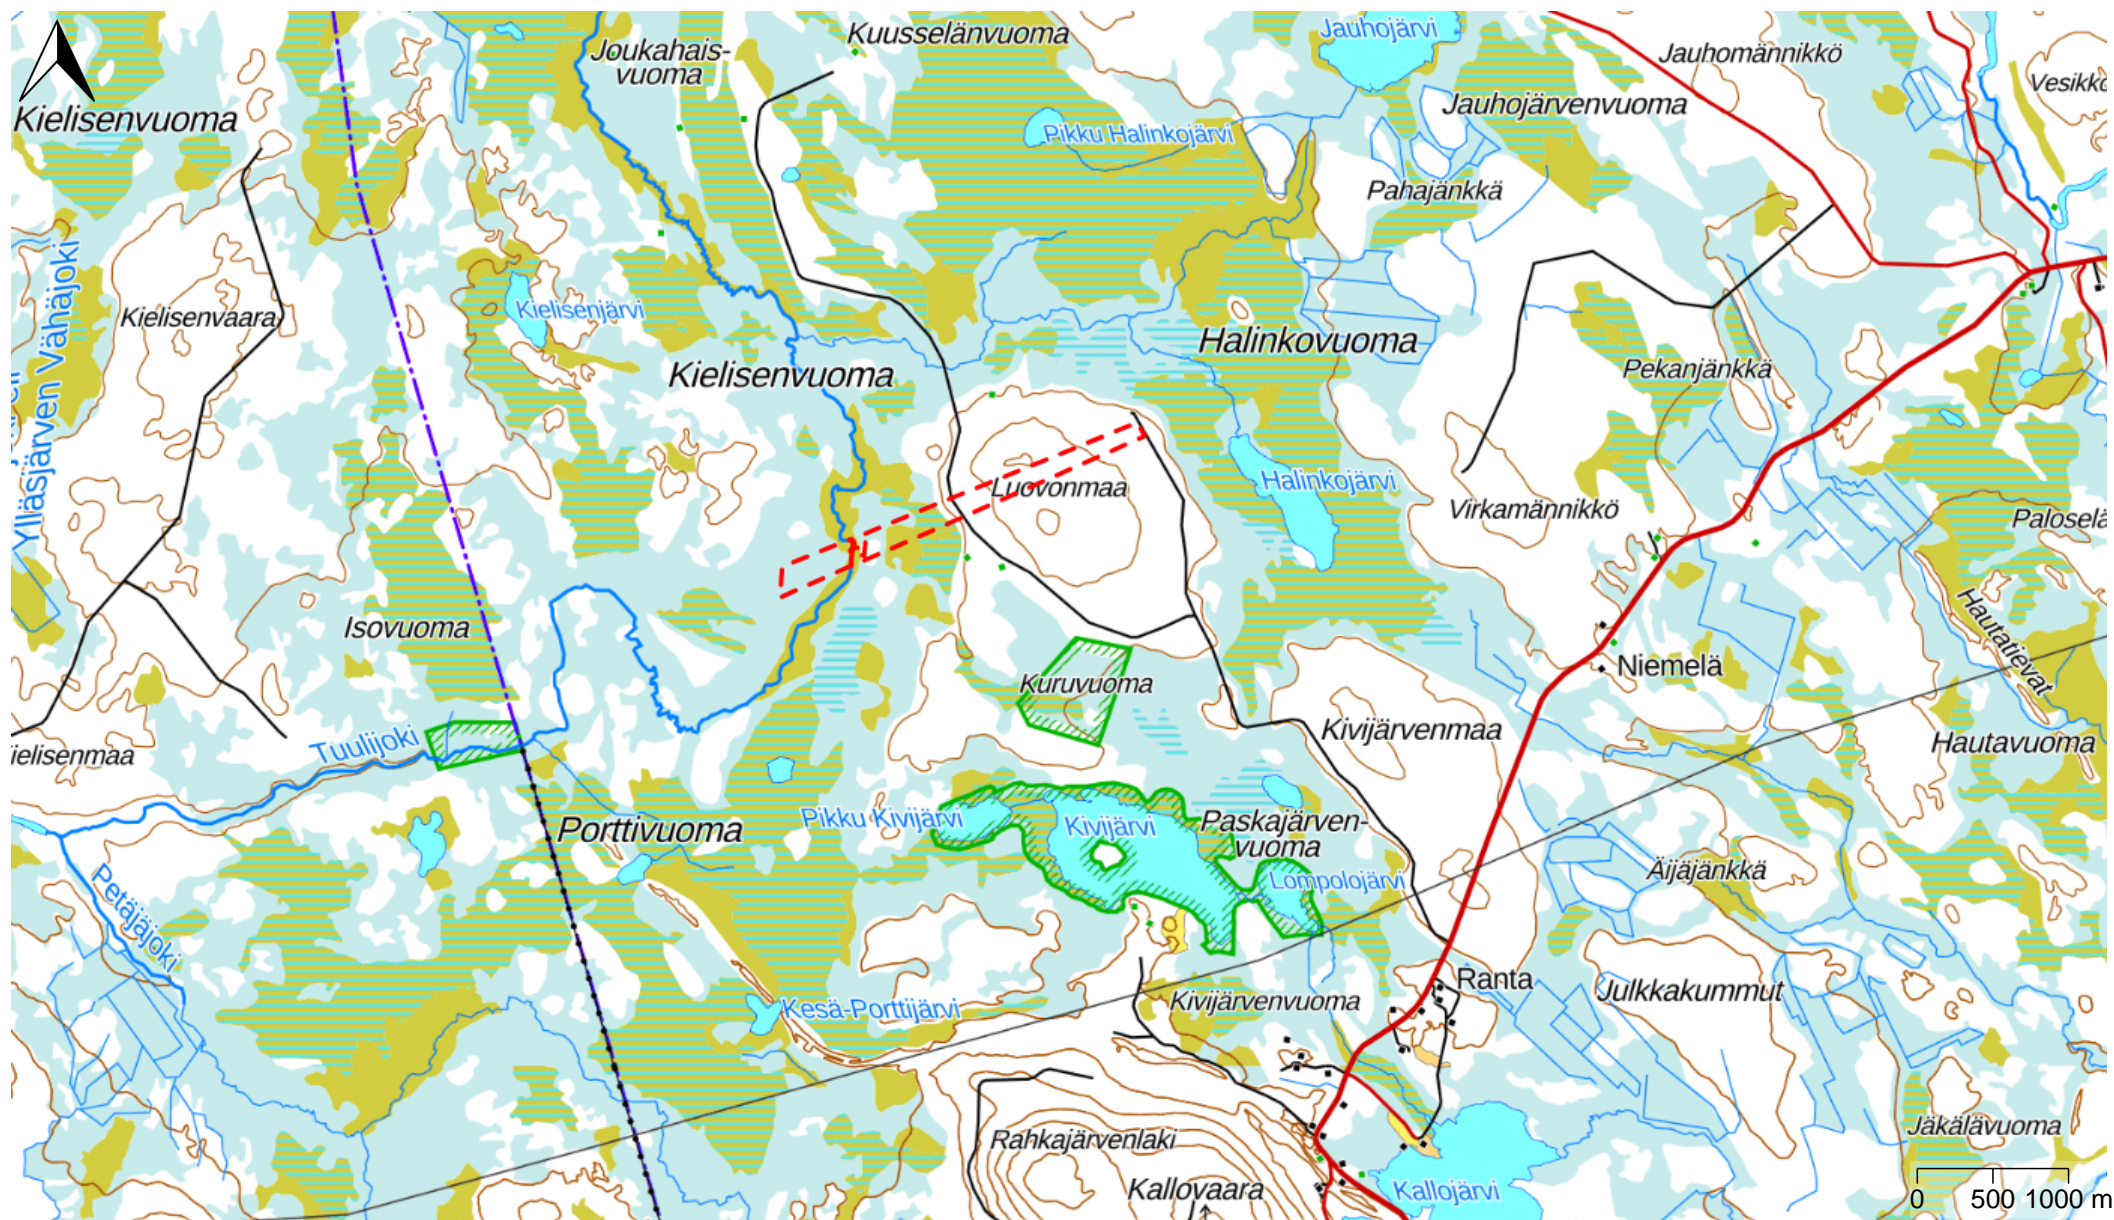 Jauhojärvi
Kuusselänvuoma
Joukahais-
vuoma
Jauhomännikkö
Vesikko
Jauhojärvenvuoma
Kielisenvuoma
Pikku Halinkojärvi
Pahajänkkä
Ylläsjärven Vähäjoki
Kielisenvaara
Kielisenjärvi
Halinkovuoma
Kielisenvuoma
Pekanjänkkä
Luovonmaa
Halinkojärvi
Virkamännikkö
Paloselä
Isovuoma
Hautatievat
Niemelä
Kuruvuoma
Kivijärvenmaa
Hautavuoma
Tuulijoki
ielisenmaa
Pikku Kivijärvi
Kivijärvi
Paskajärven-
vuoma
Porttivuoma
Äijäjänkkä
Lompolojärvi
Petäjäjoki
Ranta
Julkkakummut
Kivijärvenvuoma
Kesä-Porttijärvi
Rahkajärvenlaki
Jäkälävuoma
Kallovaara
Kallojärvi
0 500 1000 m